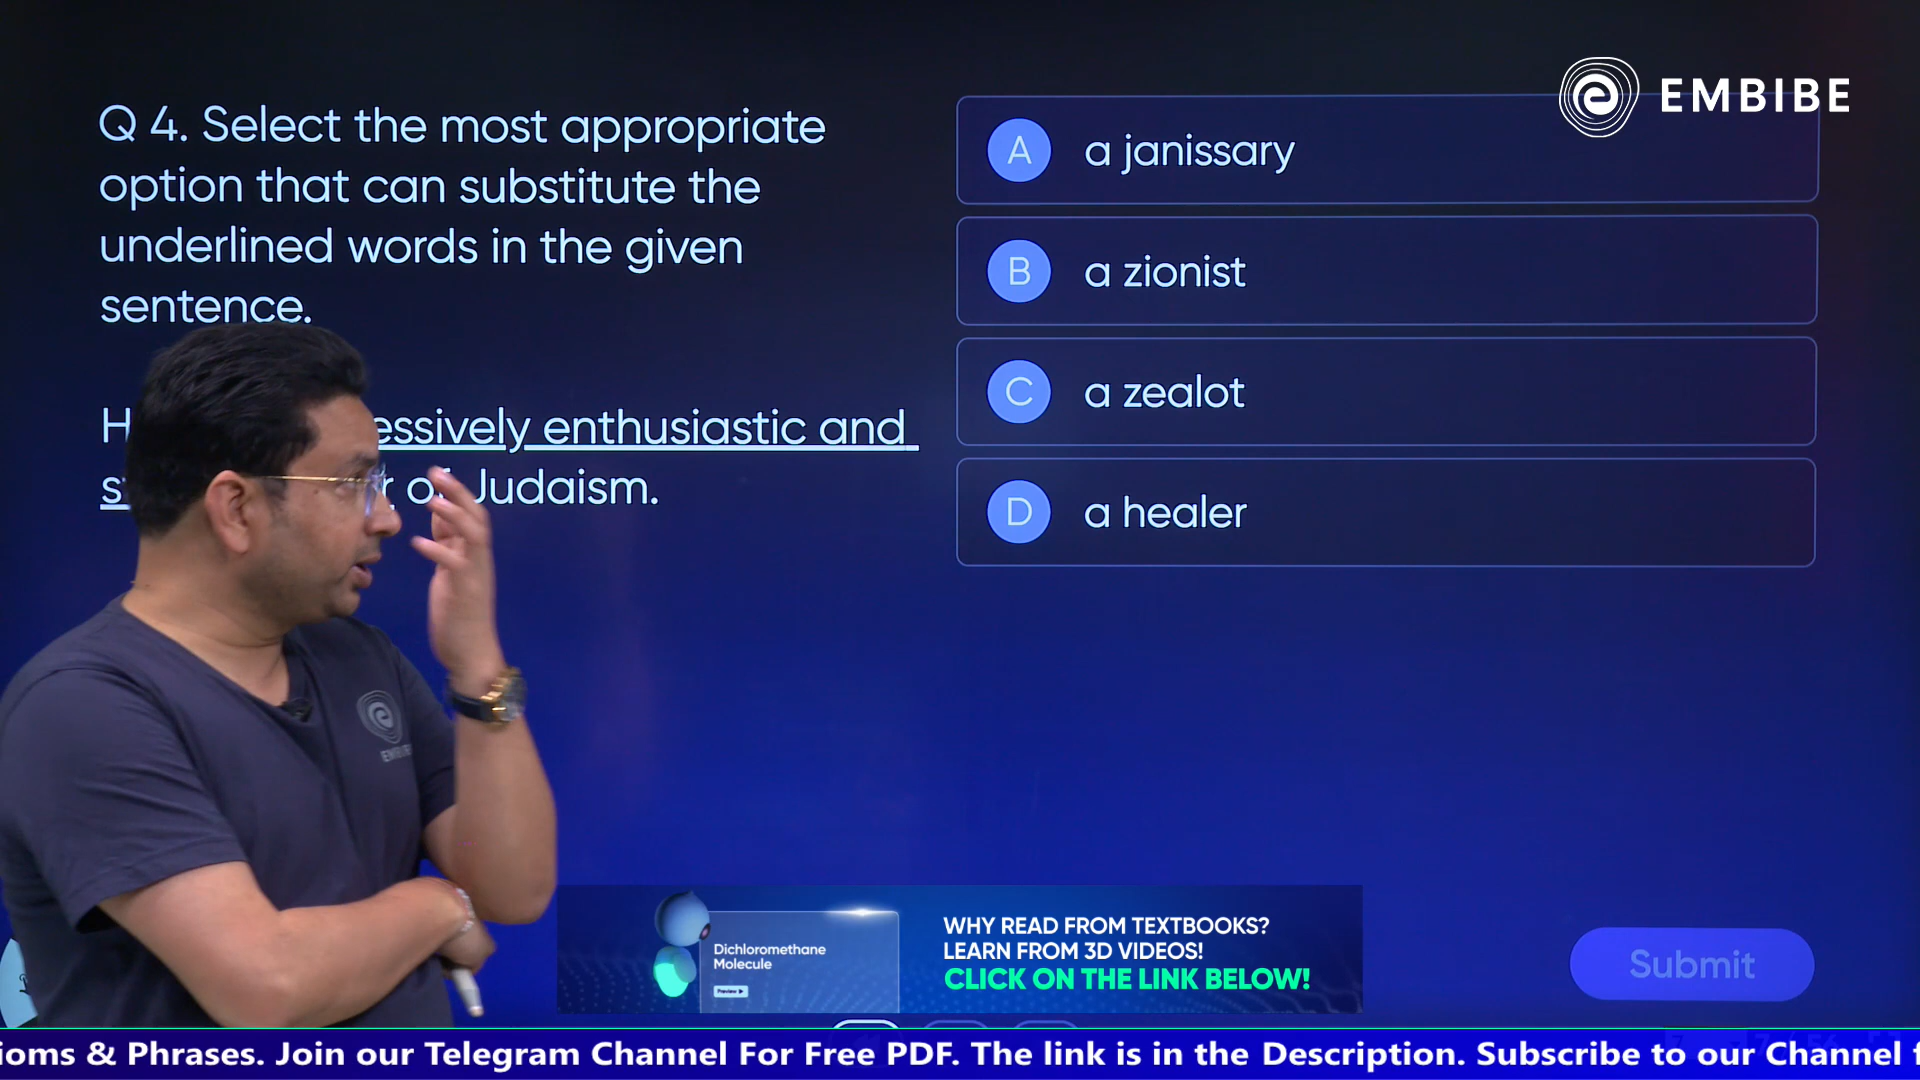 EMBIBE
Q 4. Select the most appropriate
option that can substitute the
underlined words in the given
sentence.
essively enthusiastic and
of Judaism.
A a janissary
B a zionist
C a zealot
D a healer
EMBIBE
Dichloromethane
Molecule
Preview
WHY READ FROM TEXTBOOKS?
LEARN FROM 3D VIDEOS!
CLICK ON THE LINK BELOW!
Submit
ioms & Phrases. Join our Telegram Channel For Free PDF. The link is in the Description. Subscribe to our Channel f